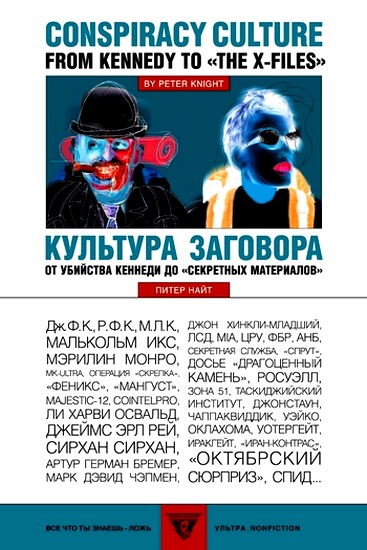 CONSPIRACY CULTURE
FROM KENNEDY TO «THE X-FILES»
BY PETER KNIGHT
КУЛЬТУРА ЗАГОВОРА
ОТ УБИЙСТВА КЕННЕДИ ДО «СЕКРЕТНЫХ МАТЕРИАЛОВ»
ПИТЕР НАЙТ
Дж.Ф.К., Р.Ф.К., М.Л.К.,
МАЛЬКОЛЬМ ИКС,
МЭРИЛИН МОНРО,
MK-ULTRA, ОПЕРАЦИЯ «СКРЕПКА»,
«ФЕНИКС», «МАНГУСТ»,
MAJESTIC-12, COINTELPRO,
ЛИ ХАРВИ ОСВАЛЬД,
ДЖЕЙМС ЭРЛ РЕЙ,
СИРХАН СИРХАН,
АРТУР ГЕРМАН БРЕМЕР,
МАРК ДЭВИД ЧЭПМЕН,
ДЖОН ХИНКЛИ-МЛАДШИЙ,
ЛСД, MIA, ЦРУ, ФБР, АНБ,
СЕКРЕТНАЯ СЛУЖБА, «СПРУТ»,
ДОСЬЕ «ДРАГОЦЕННЫЙ
КАМЕНЬ», РОСУЭЛЛ,
ЗОНА 51, ТАСКИДЖИЙСКИЙ
ИНСТИТУТ, ДЖОНСТАУН,
ЧАППАКВИДДИК, УЭЙКО,
ОКЛАХОМА, УОТЕРГЕЙТ,
ИРАКГЕЙТ, «ИРАН-КОНТРАС»,
«ОКТЯБРСКИЙ
СЮРПРИЗ», СПИД...
ВСЕ ЧТО ТЫ ЗНАЕШЬ - ЛОЖЬ
УЛЬТРА. NONFICTION